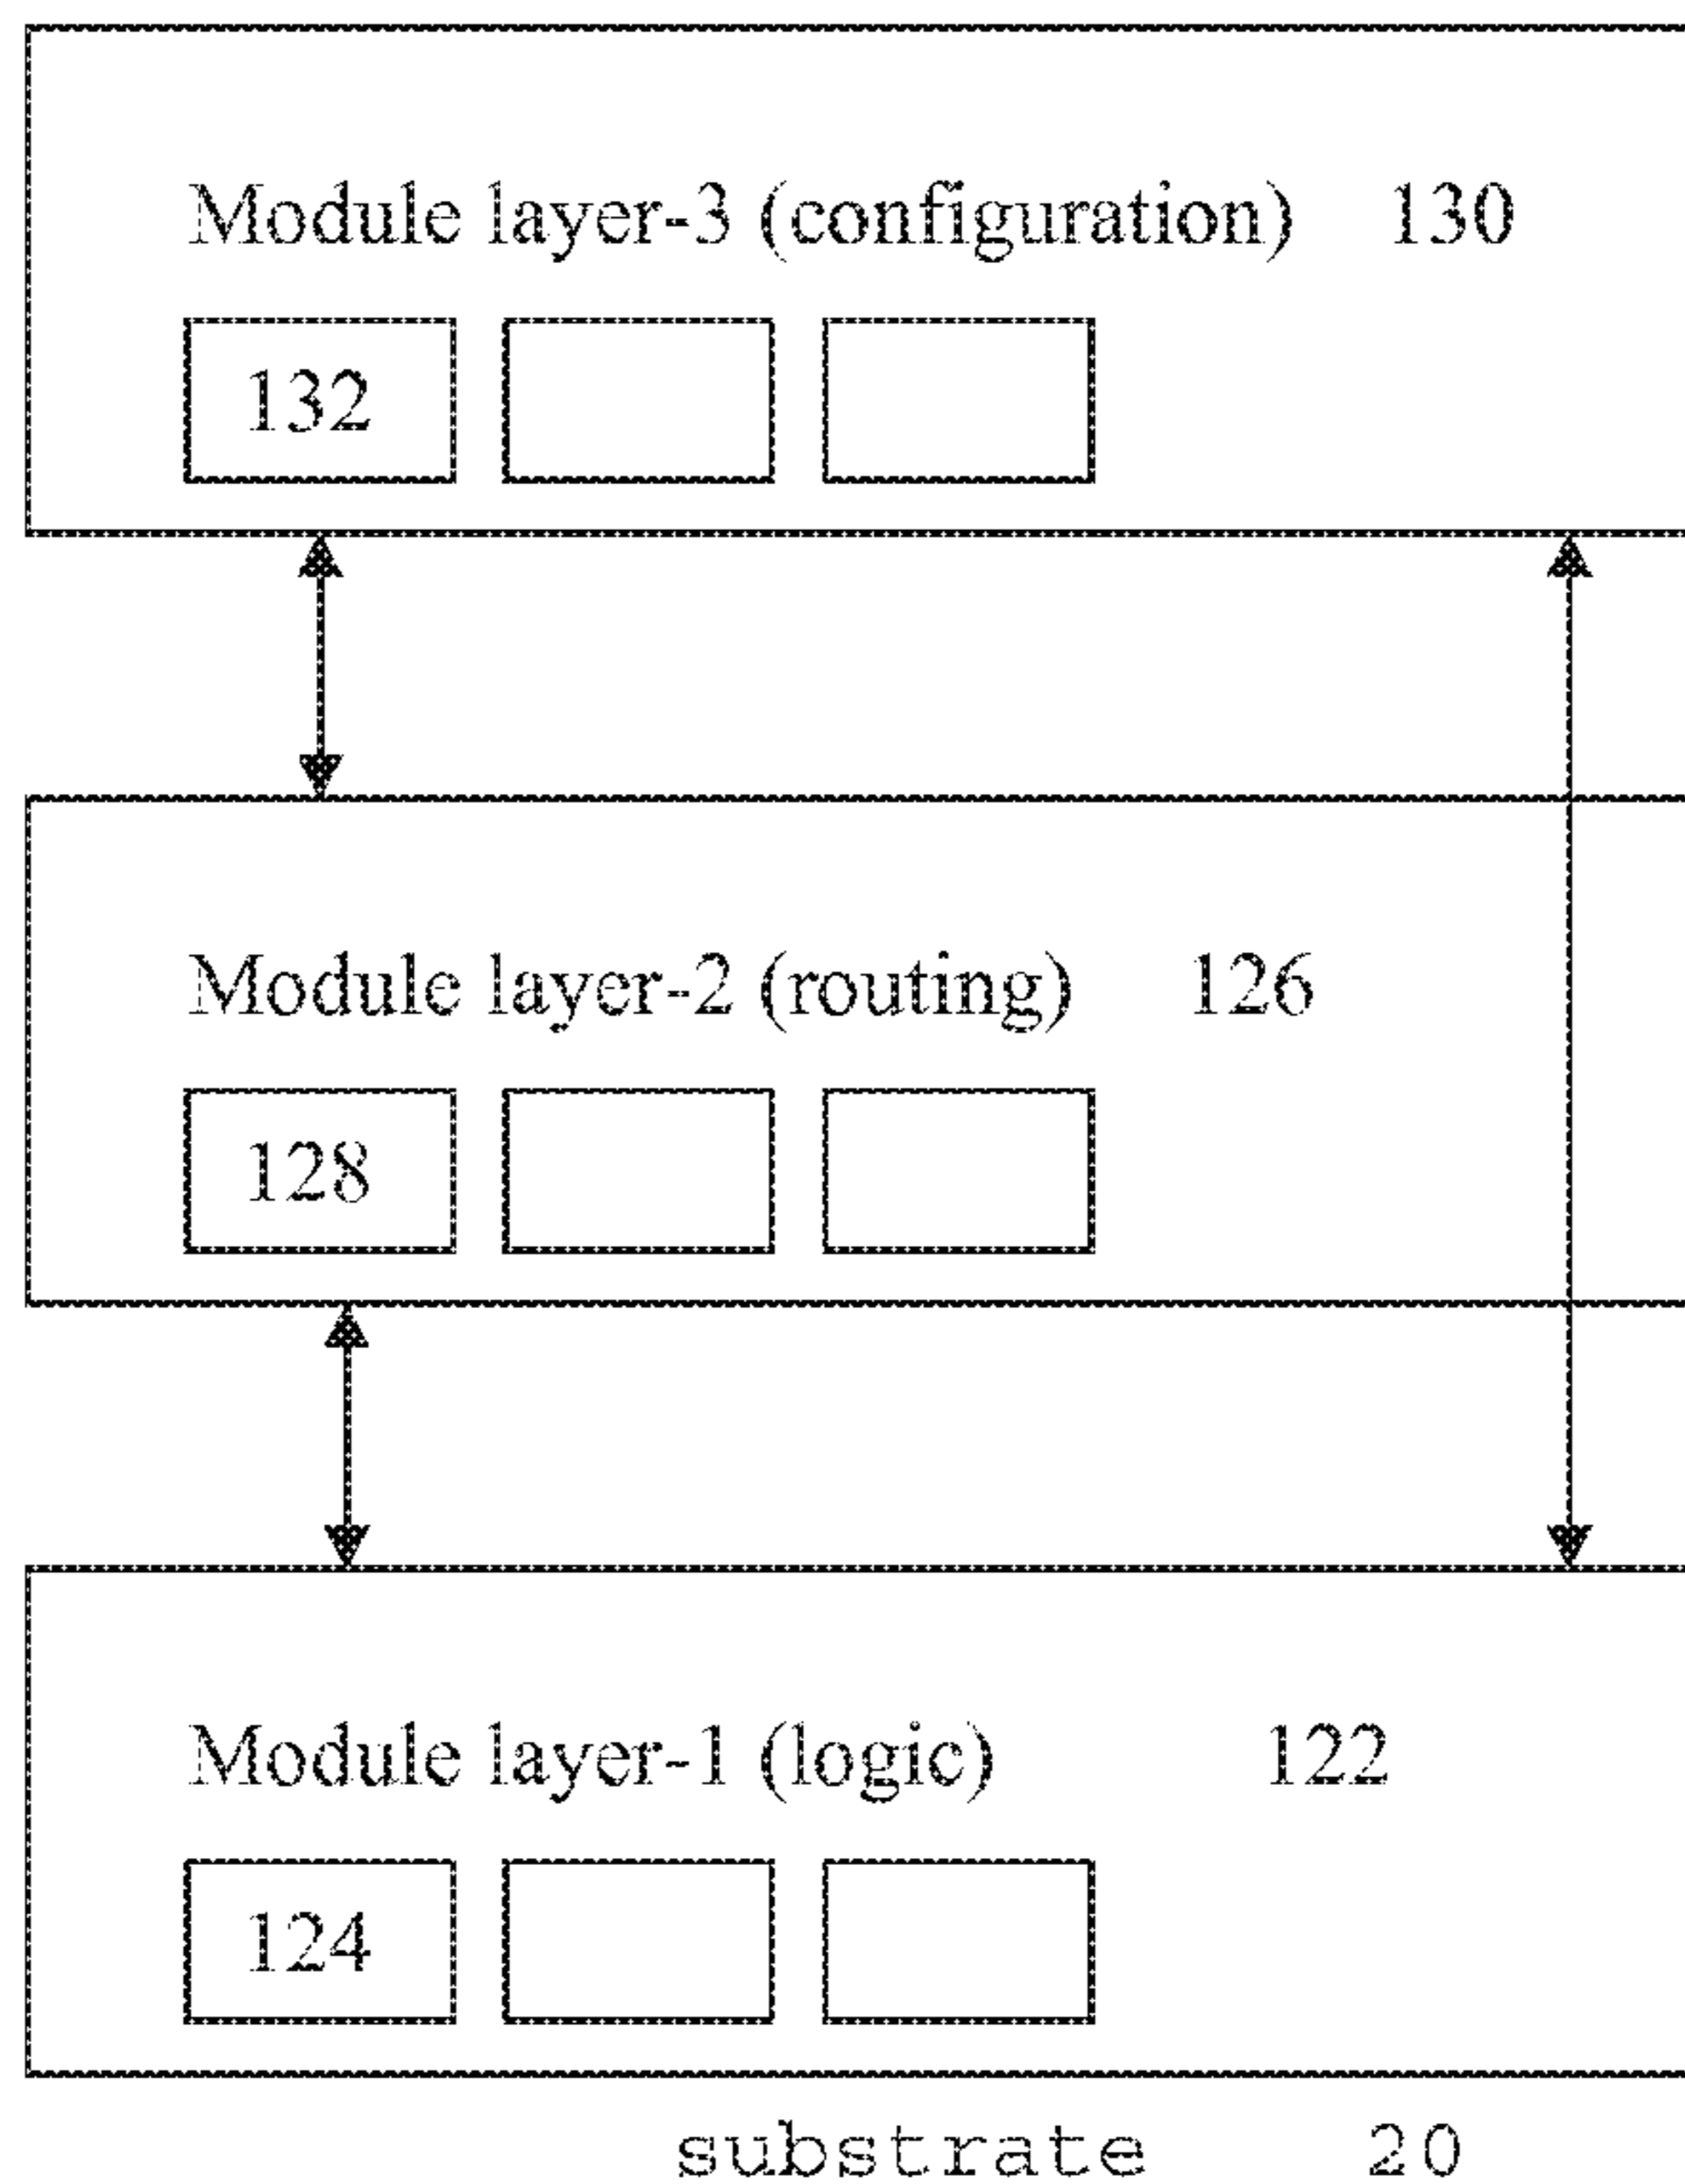 Module layer-3 (configuration) 130
132
Module layer-2 (routing) 126
128
Module layer-1 (logic) 122
124
substrate 20